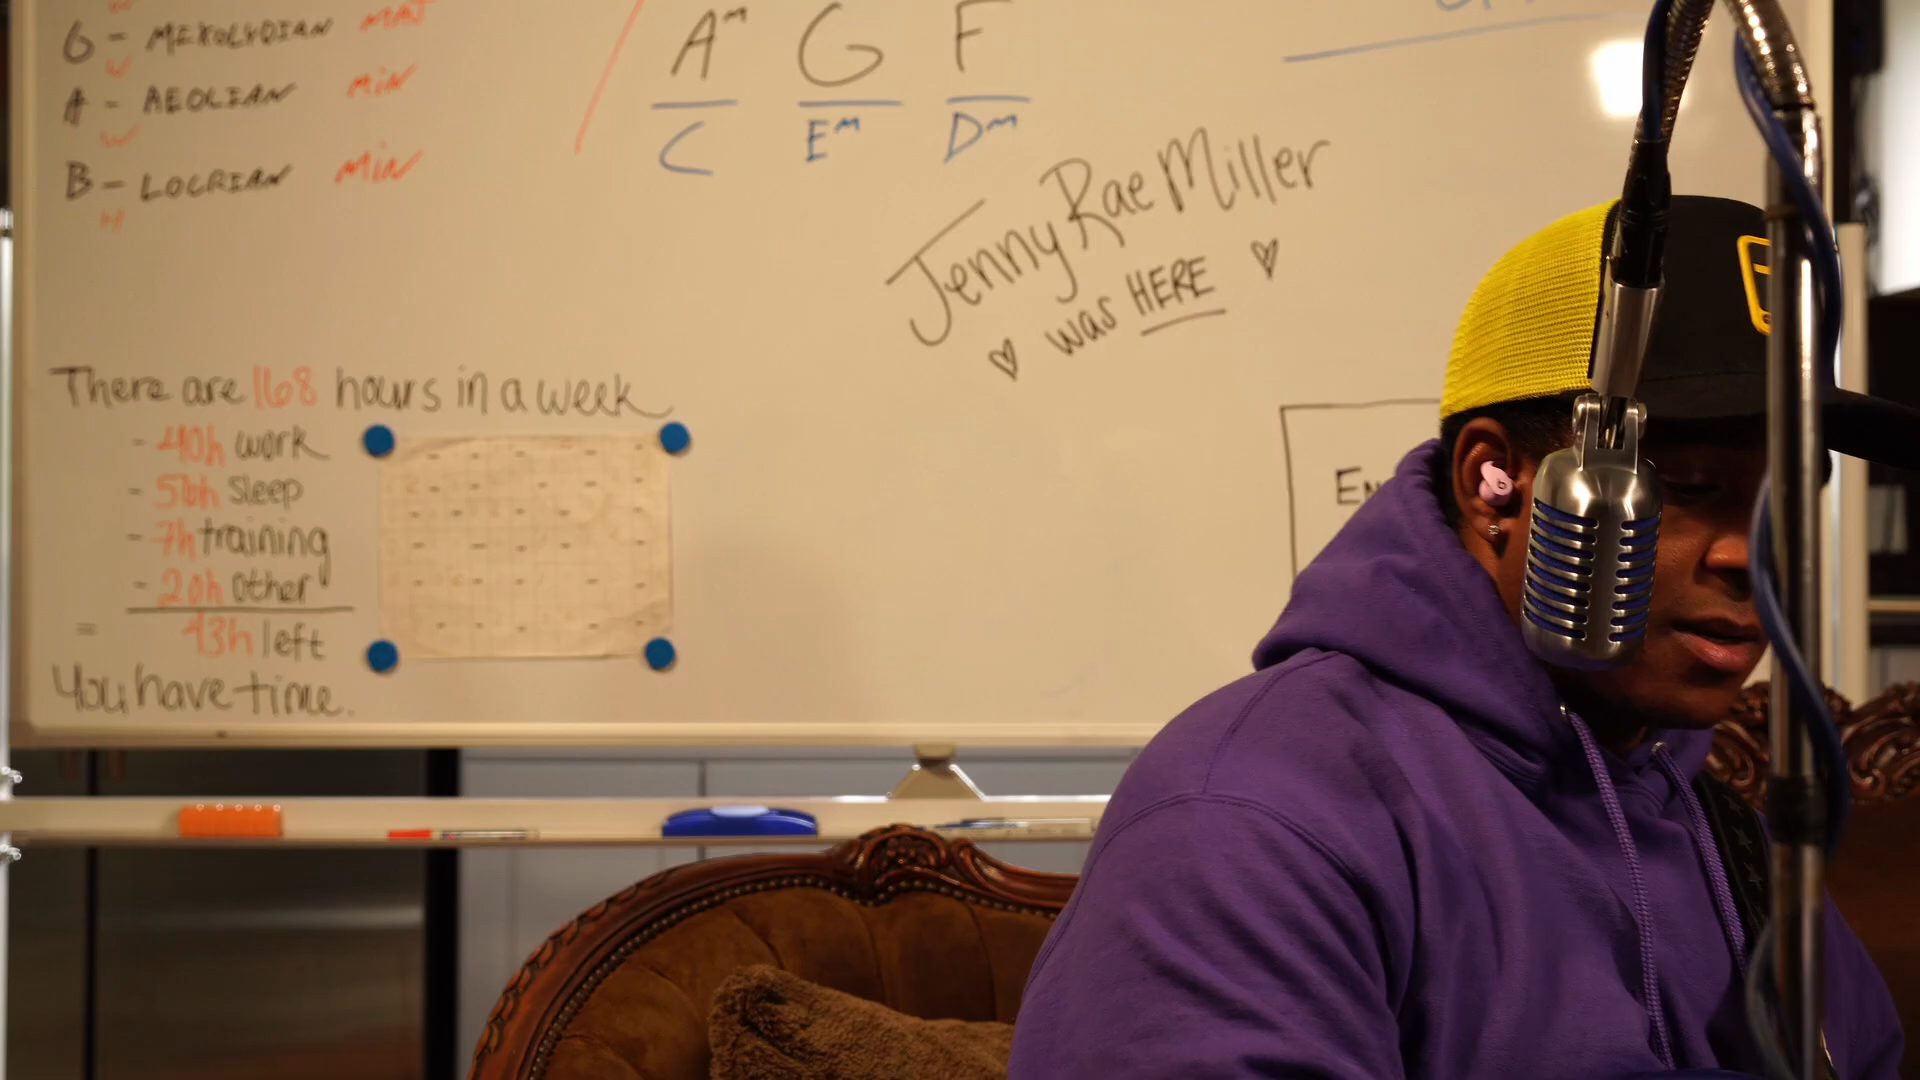 G - MIXOLYDIAN MAJ
W
A - AEOLIAN MIN
W
B - LOCRIAN MIN
H
Am G F
C Em Dm
Jenny Rae Miller
was HERE
There are 168 hours in a week
- 40h work
- 56h sleep
- 7h training
- 20h other
= 43h left
You have time.